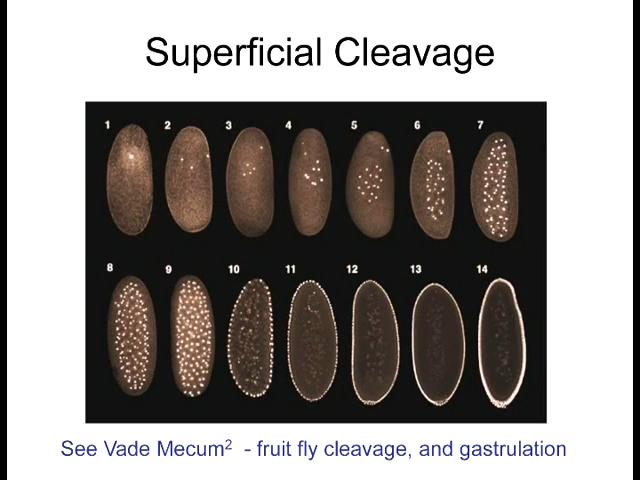 Superficial Cleavage
1 2 3 4 5 6 7
8 9 10 11 12 13 14
See Vade Mecum² - fruit fly cleavage, and gastrulation